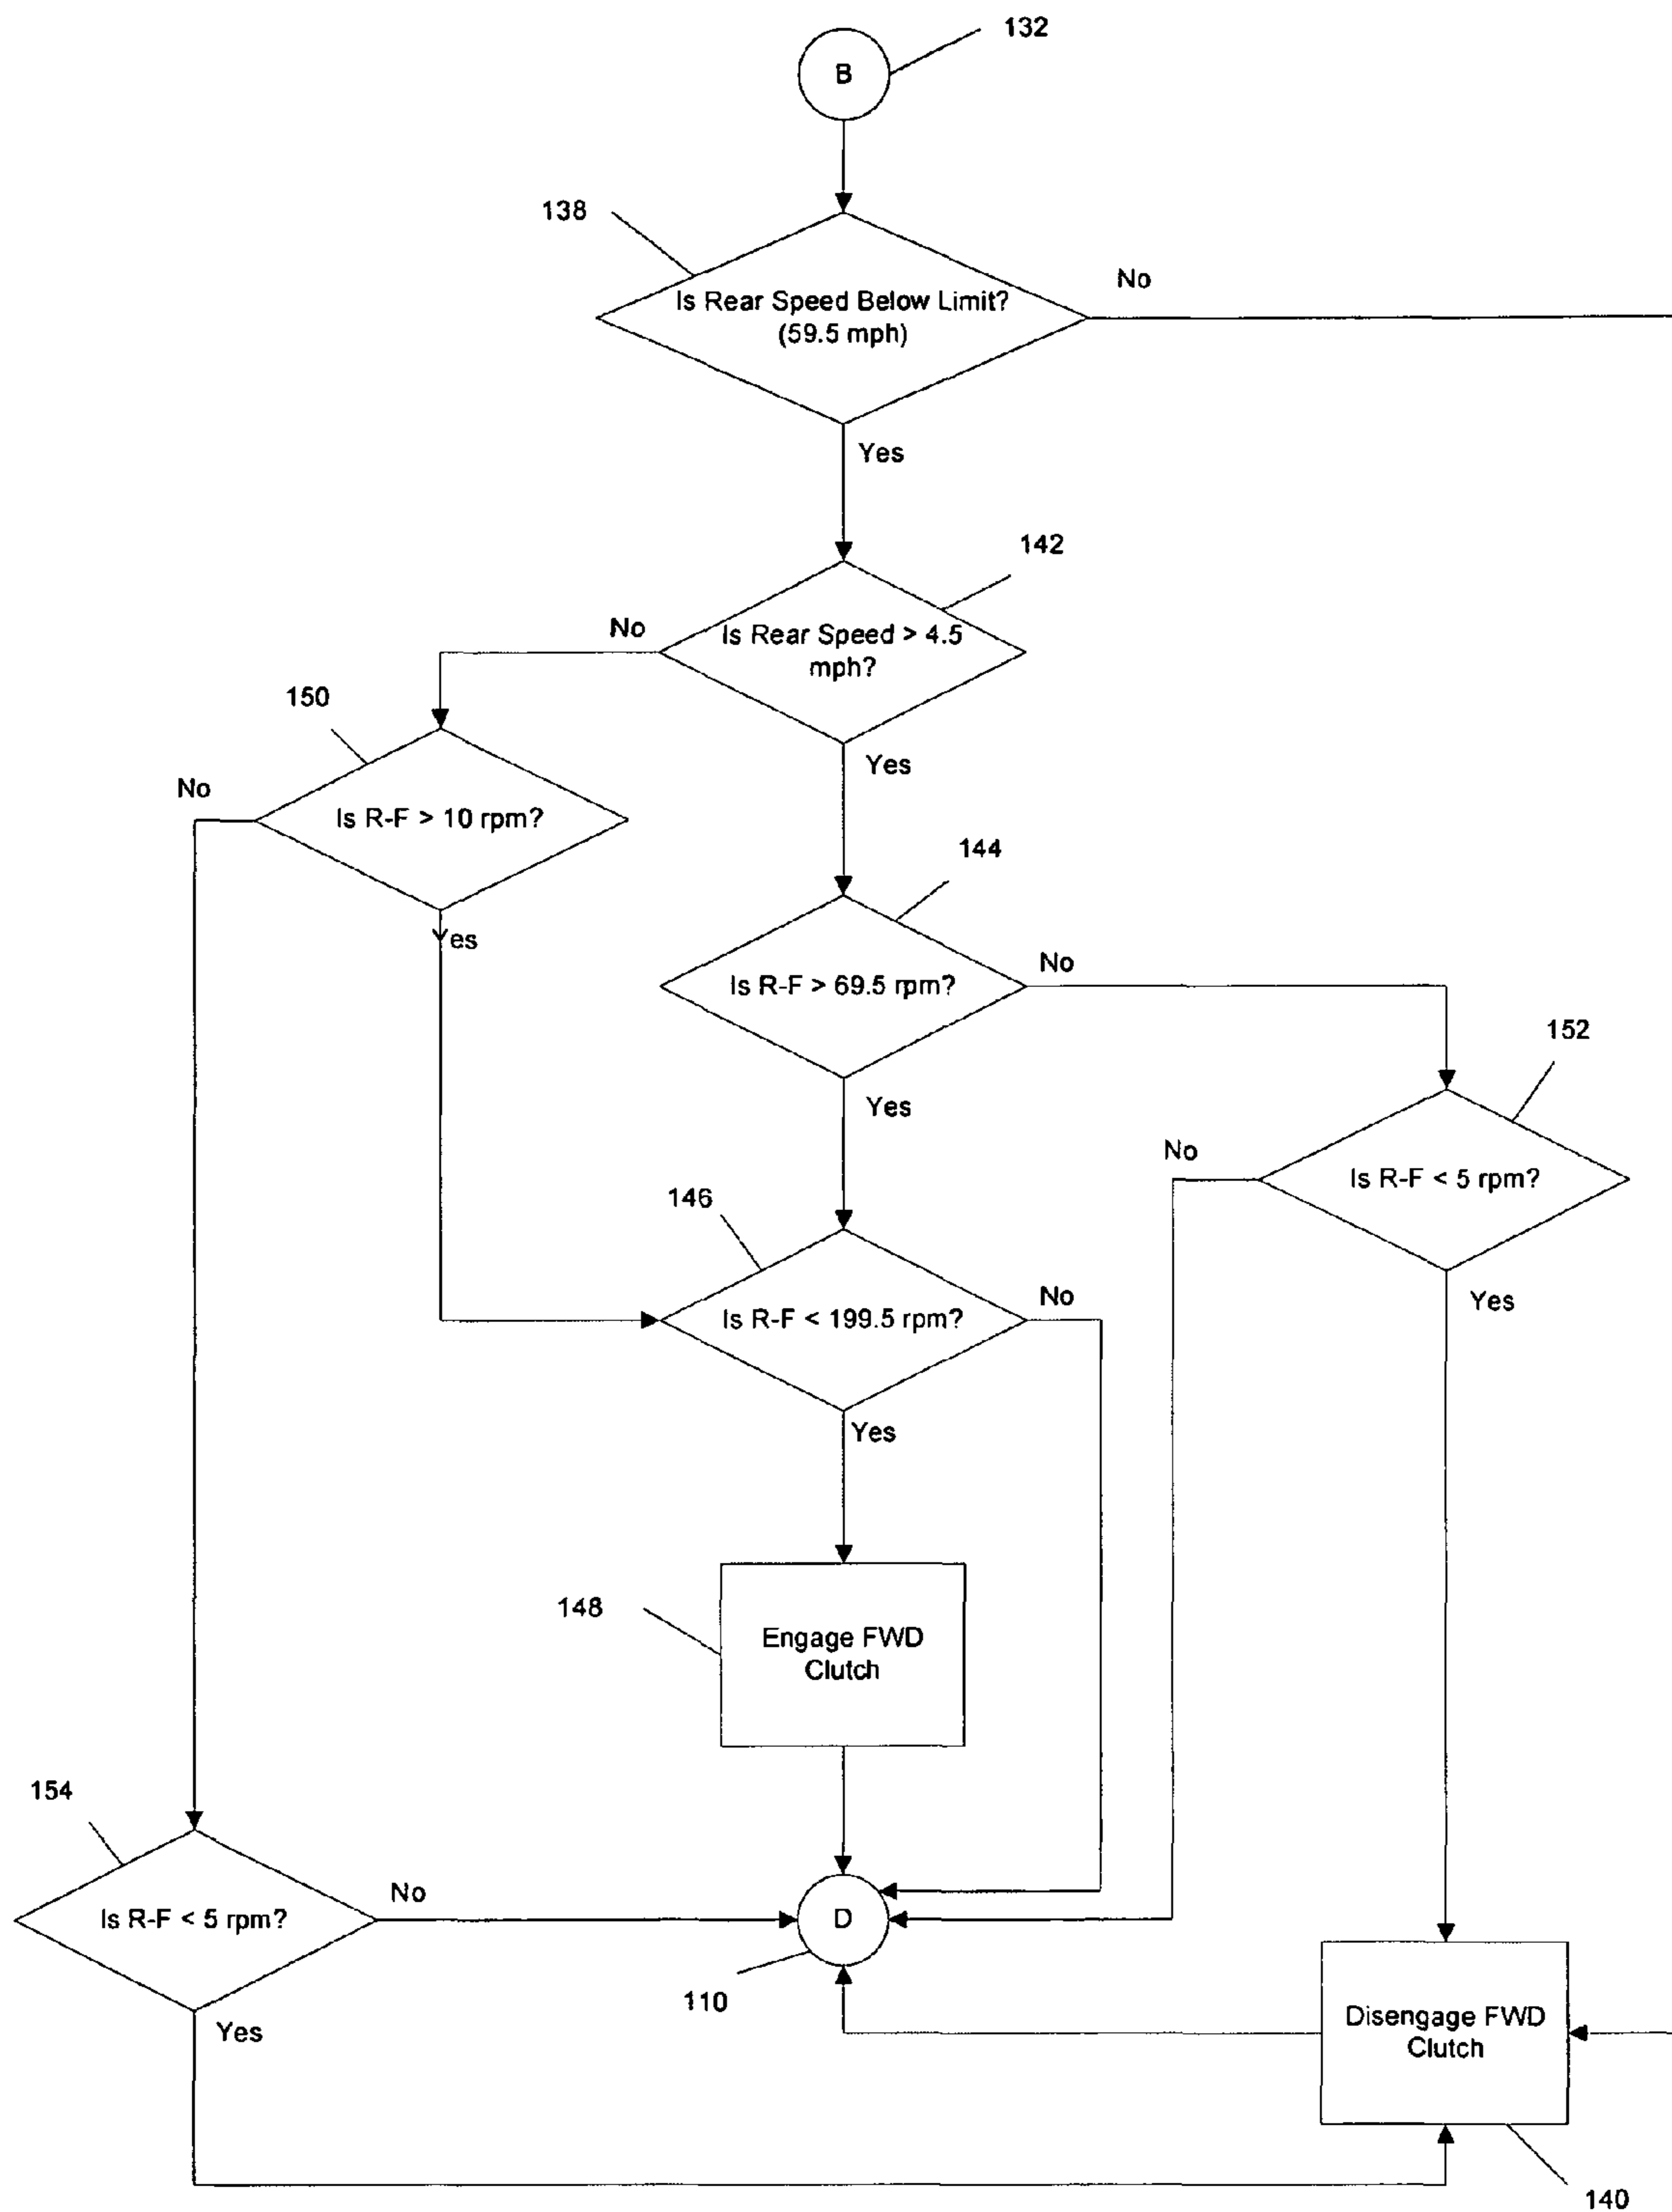 132
B
138
No
Is Rear Speed Below Limit?
(59.5 mph)
Yes
142
No
Is Rear Speed > 4.5
mph?
150
Yes
No
Is R-F > 10 rpm?
144
Yes
No
Is R-F > 69.5 rpm?
152
Yes
No
Is R-F < 5 rpm?
146
No
Is R-F < 199.5 rpm?
Yes
Yes
148
Engage FWD
Clutch
154
No
Is R-F < 5 rpm?
D
110
Yes
Disengage FWD
Clutch
140